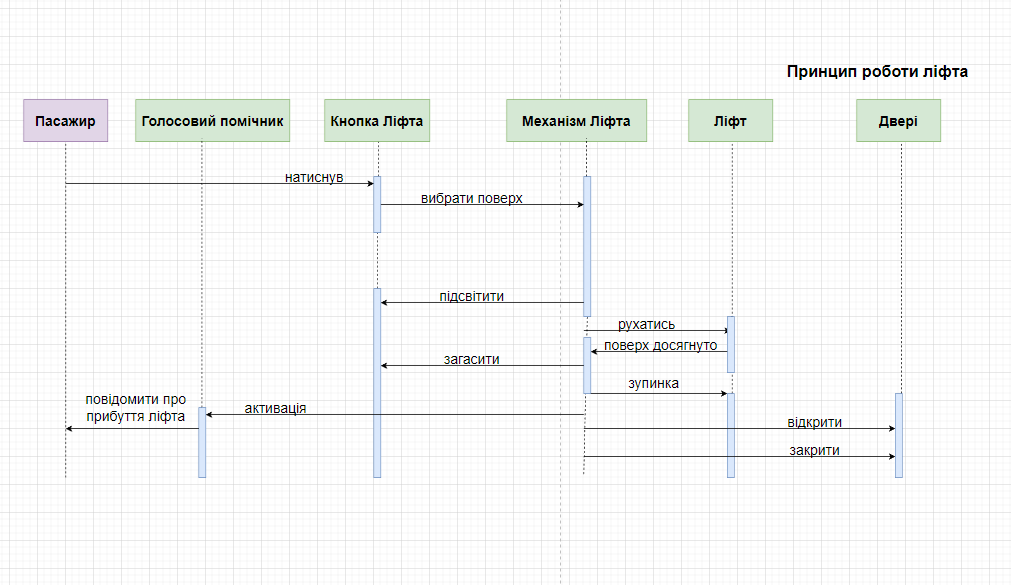 Принцип роботи ліфта
Пасажир
Голосовий помічник
Кнопка Ліфта
Механізм Ліфта
Ліфт
Двері
натиснув
вибрати поверх
підсвітити
рухатись
поверх досягнуто
загасити
зупинка
повідомити про
прибуття ліфта
активація
відкрити
закрити